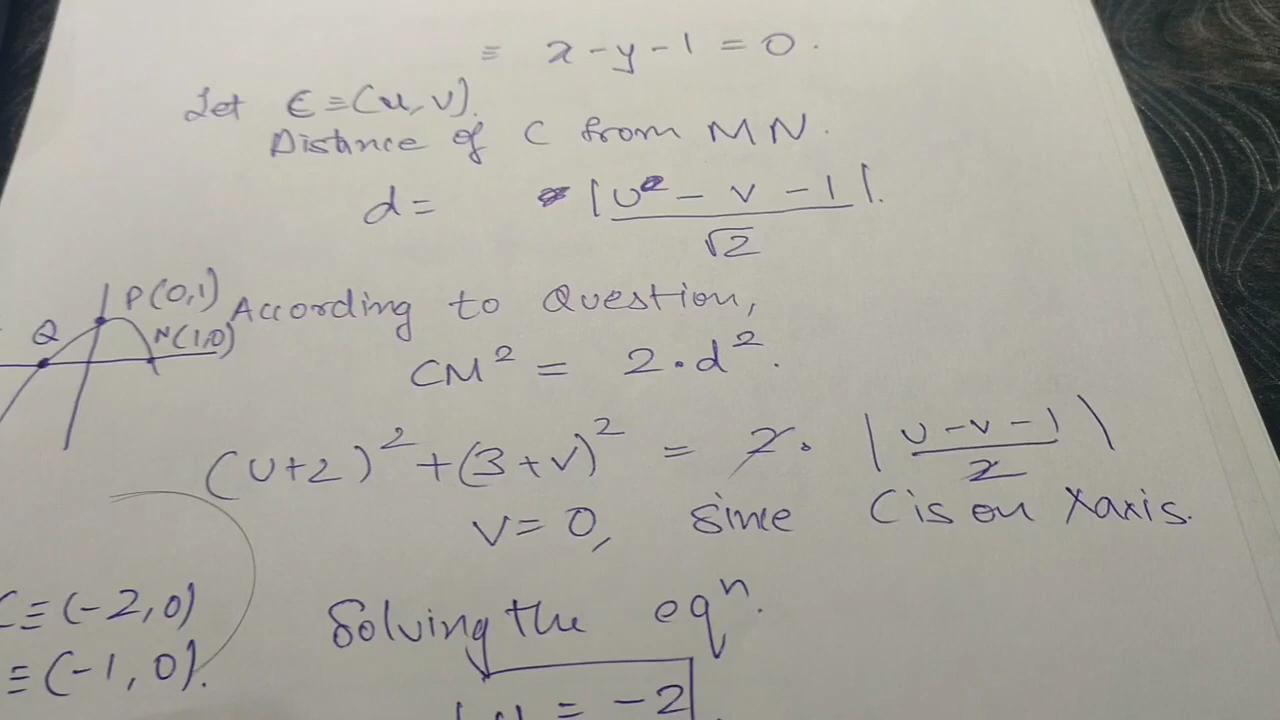 = x-y-1 = 0.
Let C≡(u,v).
Distance of C from MN.
d= |u - v - 1|.
√2
P(0,1)
Q
N(1,0)
According to Question,
CM² = 2.d².
(u+2)² + (3+v)² = 2. |u-v-1|
2
v=0, since C is on X axis.
C≡(-2,0)
≡(-1,0).
Solving the eqⁿ.
= -2